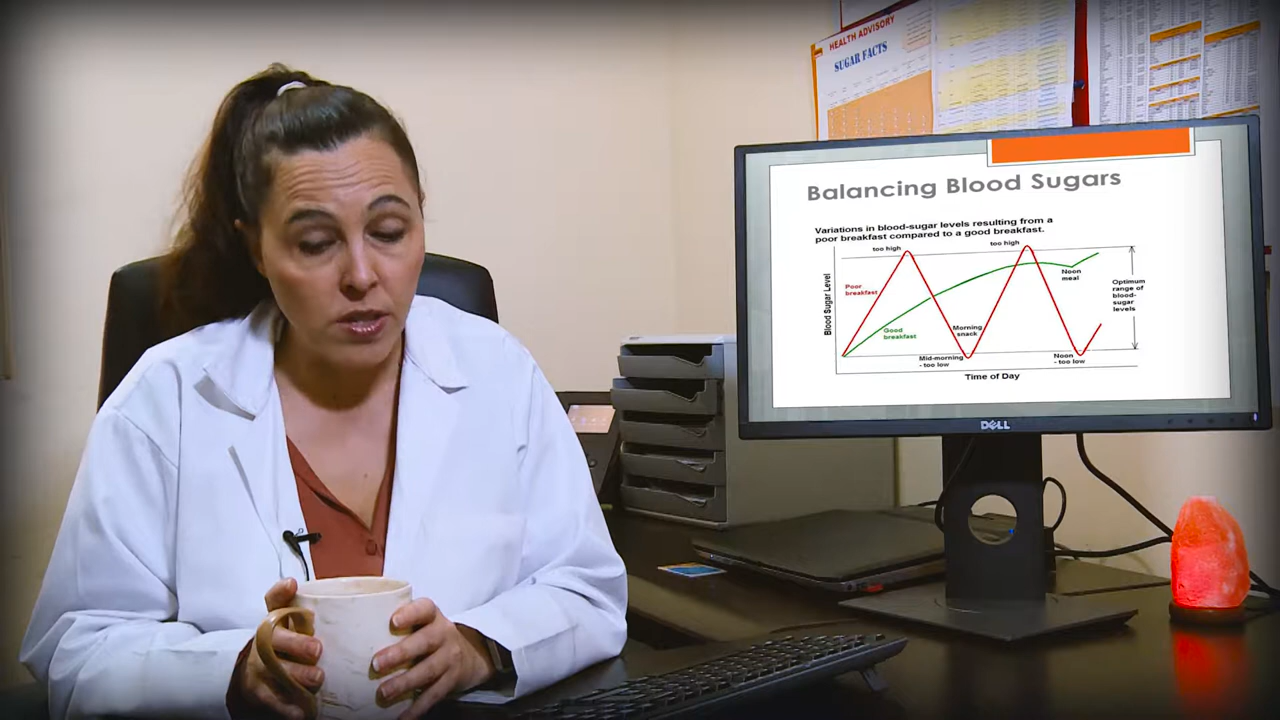 HEALTH ADVISORY
SUGAR FACTS
Balancing Blood Sugars
Variations in blood-sugar levels resulting from a
poor breakfast compared to a good breakfast.
too high
too high
Blood Sugar Level
Poor
breakfast
Good
breakfast
Morning
snack
Noon
meal
Optimum
range of
blood-
sugar
levels
Mid-morning
- too low
Noon
- too low
Time of Day
DELL